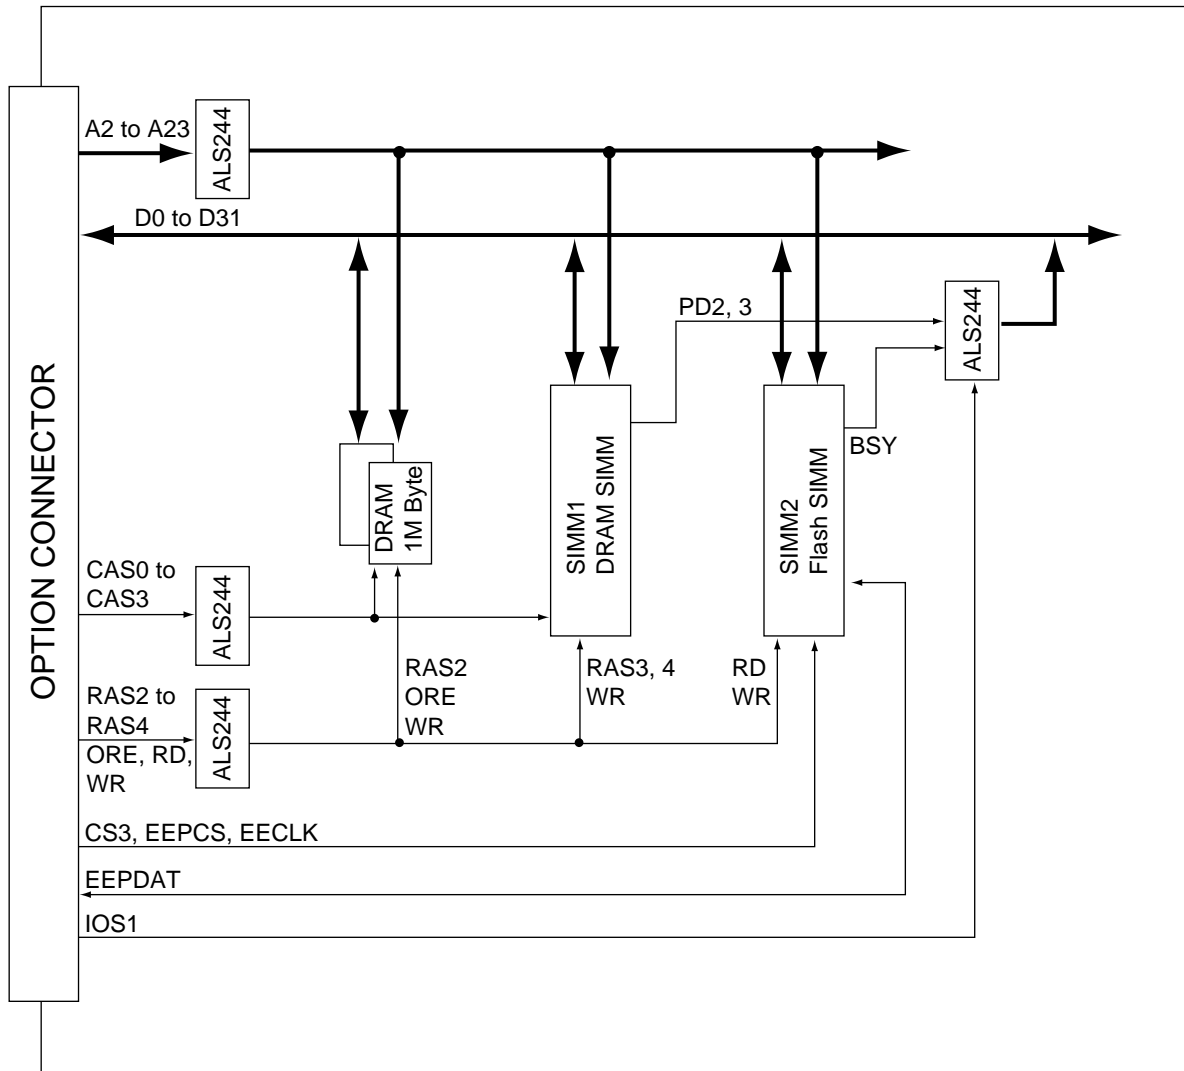 OPTION CONNECTOR
A2 to A23
ALS244
D0 to D31
PD2, 3
ALS244
BSY
DRAM
1M Byte
SIMM1
DRAM SIMM
SIMM2
Flash SIMM
CAS0 to
CAS3
ALS244
RAS2 to
RAS4
ORE, RD,
WR
ALS244
RAS2
ORE
WR
RAS3, 4
WR
RD
WR
CS3, EEPCS, EECLK
EEPDAT
IOS1